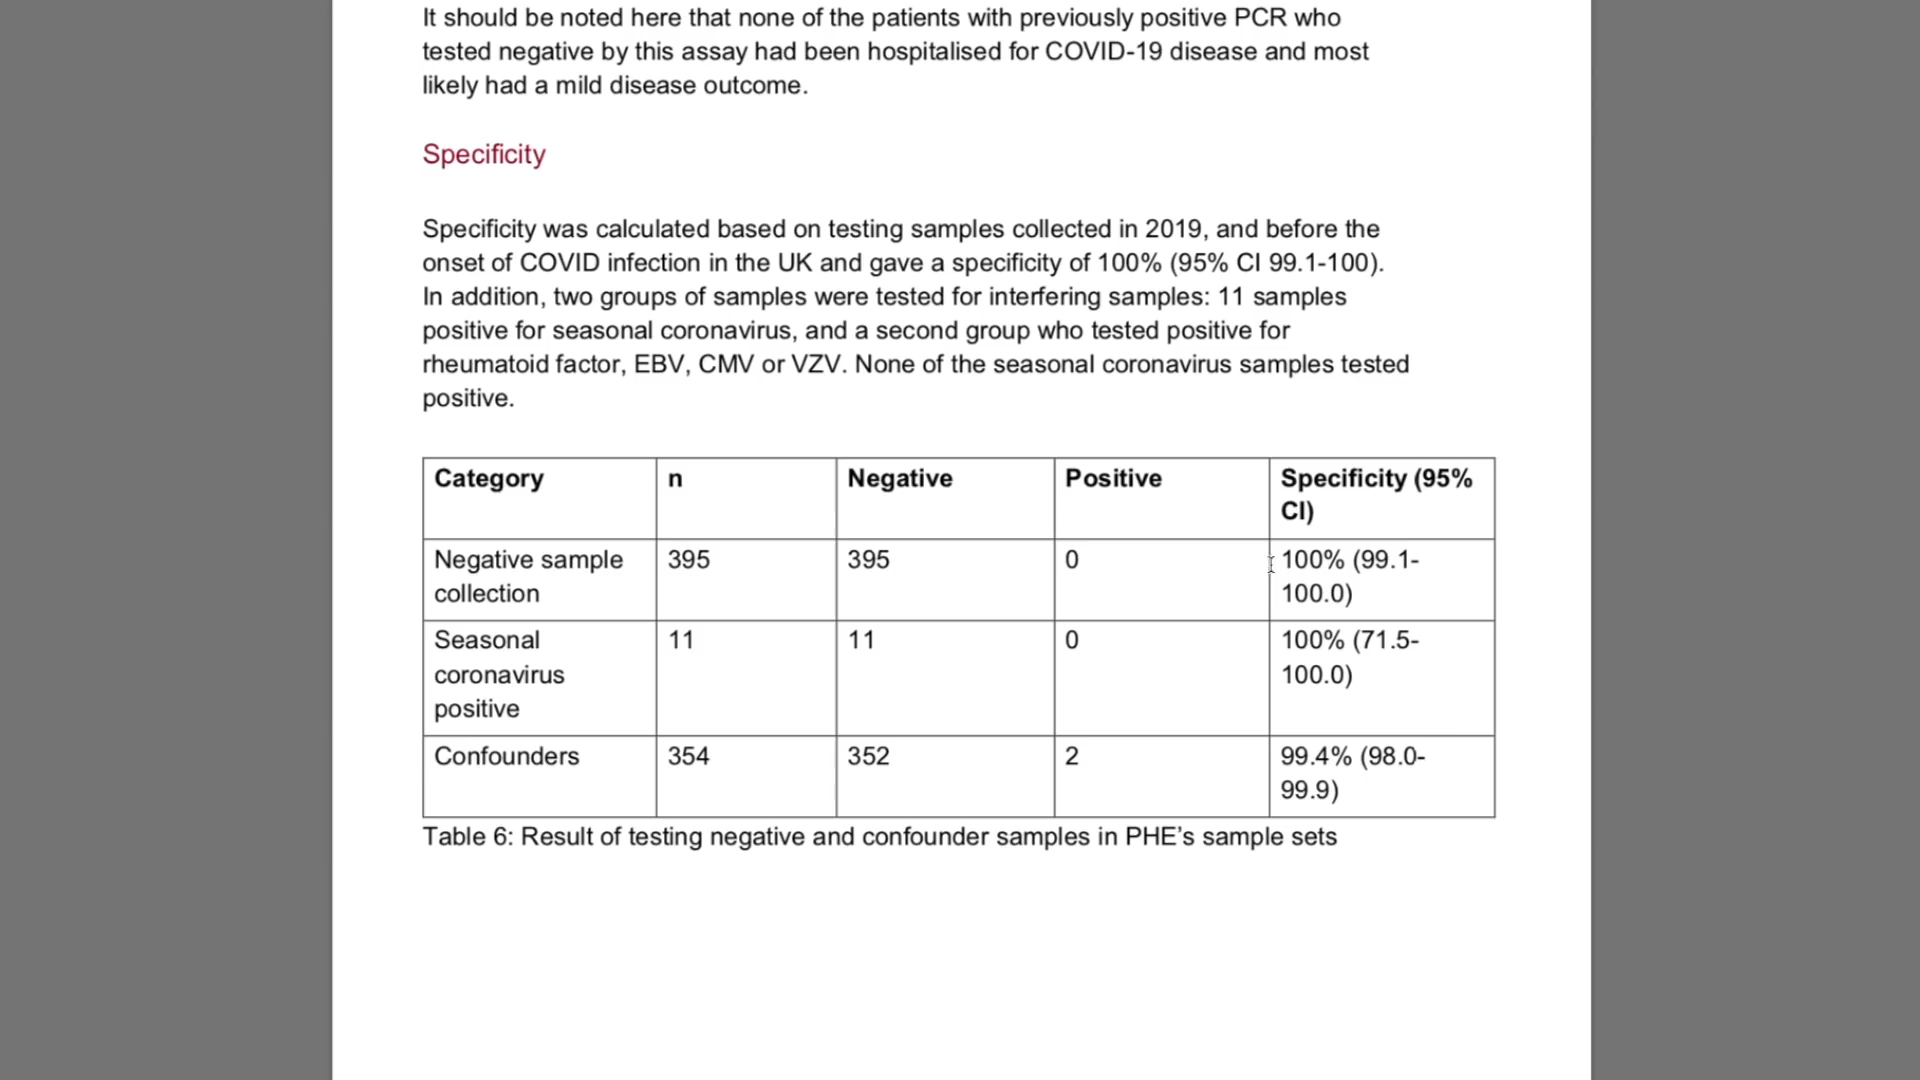 It should be noted here that none of the patients with previously positive PCR who
tested negative by this assay had been hospitalised for COVID-19 disease and most
likely had a mild disease outcome.
Specificity
Specificity was calculated based on testing samples collected in 2019, and before the
onset of COVID infection in the UK and gave a specificity of 100% (95% CI 99.1-100).
In addition, two groups of samples were tested for interfering samples: 11 samples
positive for seasonal coronavirus, and a second group who tested positive for
rheumatoid factor, EBV, CMV or VZV. None of the seasonal coronavirus samples tested
positive.
Category n Negative Positive Specificity (95%
CI)
Negative sample 395 395 0 100% (99.1-
collection 100.0)
Seasonal 11 11 0 100% (71.5-
coronavirus 100.0)
positive
Confounders 354 352 2 99.4% (98.0-
99.9)
Table 6: Result of testing negative and confounder samples in PHE’s sample sets